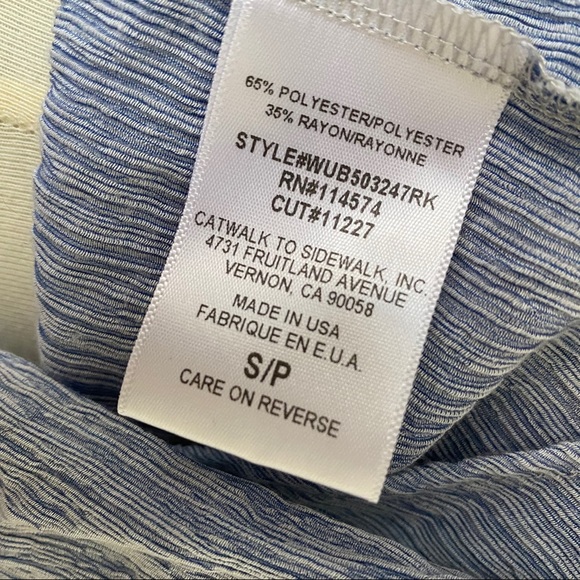 65% POLYESTER/POLYESTER
35% RAYON/RAYONNE
STYLE#WUB503247RK
RN#114574
CUT#11227
CATWALK TO SIDEWALK, INC.
4731 FRUITLAND AVENUE
VERNON, CA 90058
MADE IN USA
FABRIQUE EN E.U.A.
S/P
CARE ON REVERSE